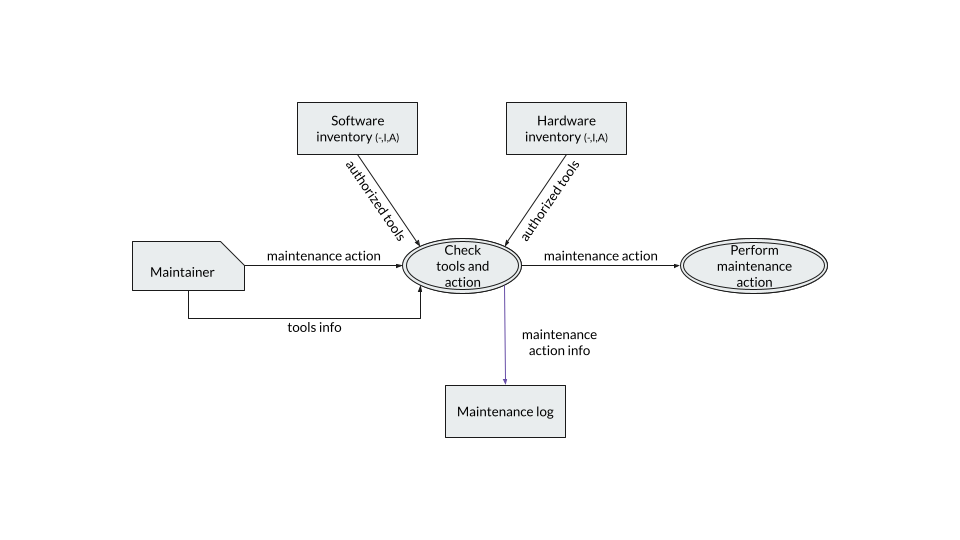 Software
inventory (-,I,A)
Hardware
inventory (-,I,A)
authorized tools
authorized tools
Maintainer
maintenance action
Check
tools and
action
maintenance action
Perform
maintenance
action
tools info
maintenance
action info
Maintenance log